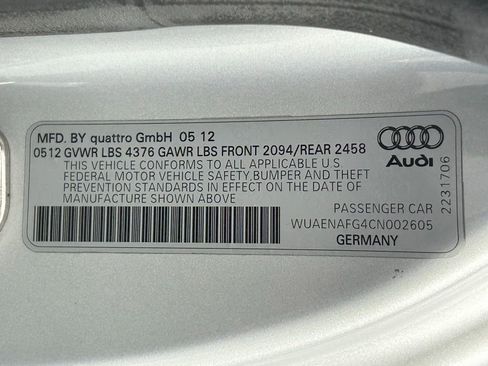 MFD. BY quattro GmbH 05 12
0512 GVWR LBS 4376 GAWR LBS FRONT 2094/REAR 2458
THIS VEHICLE CONFORMS TO ALL APPLICABLE U.S
FEDERAL MOTOR VEHICLE SAFETY,BUMPER AND THEFT
PREVENTION STANDARDS IN EFFECT ON THE DATE OF
MANUFACTURE SHOWN ABOVE
Audi
2231706
PASSENGER CAR
WUAENAFG4CN002605
GERMANY